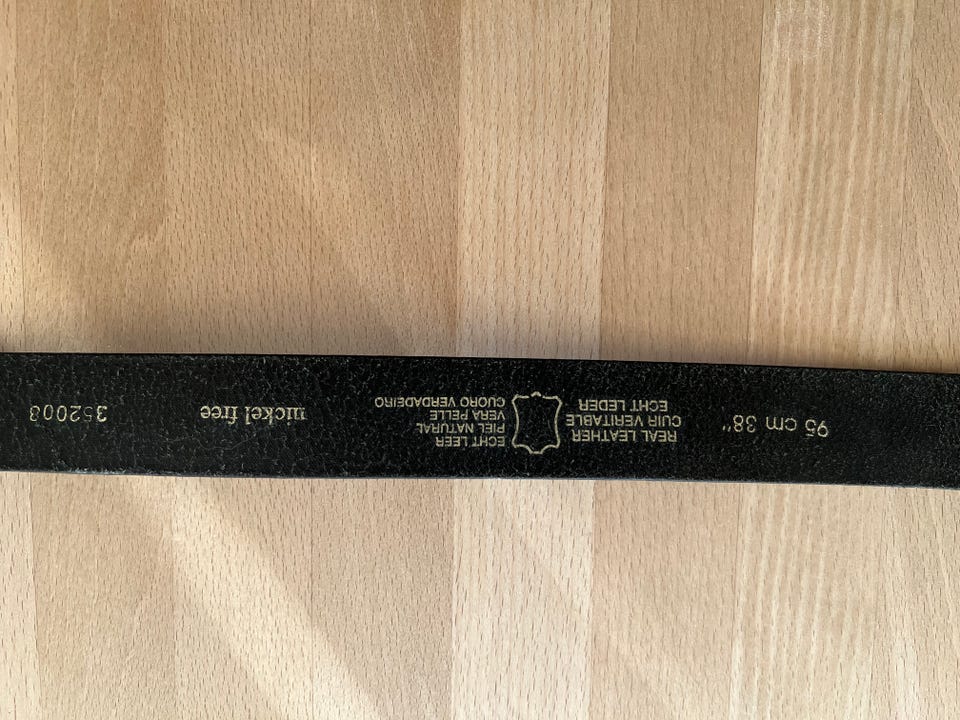 95 cm 38"
REAL LEATHER
CUIR VERITABLE
ECHT LEDER
ECHT LEER
PIEL NATURAL
VERA PELLE
CUORO VERDADEIRO
nickel free
352008